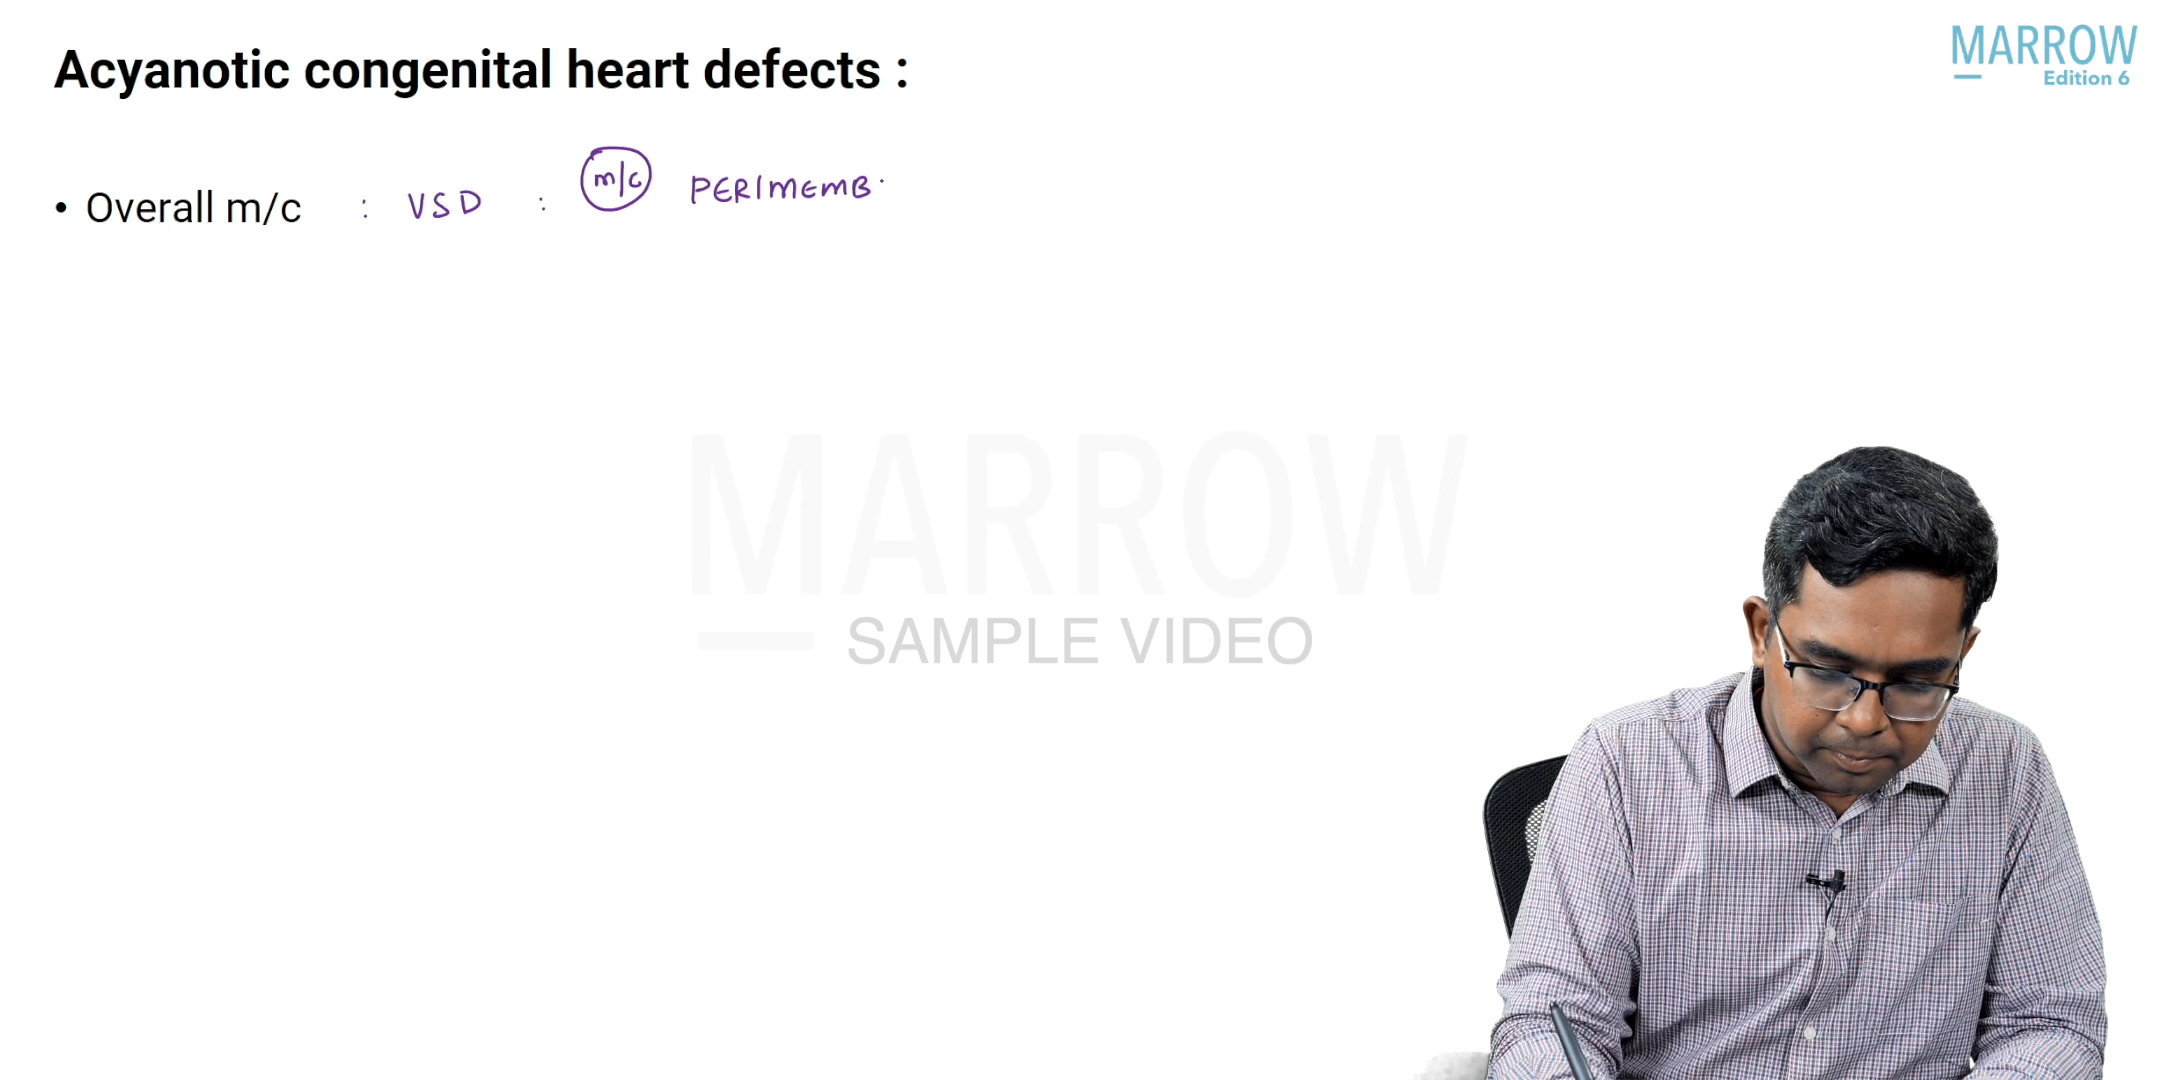 Acyanotic congenital heart defects :
MARROW
Edition 6
• Overall m/c : VSD : m/c PERIMEMB.
MARROW
SAMPLE VIDEO